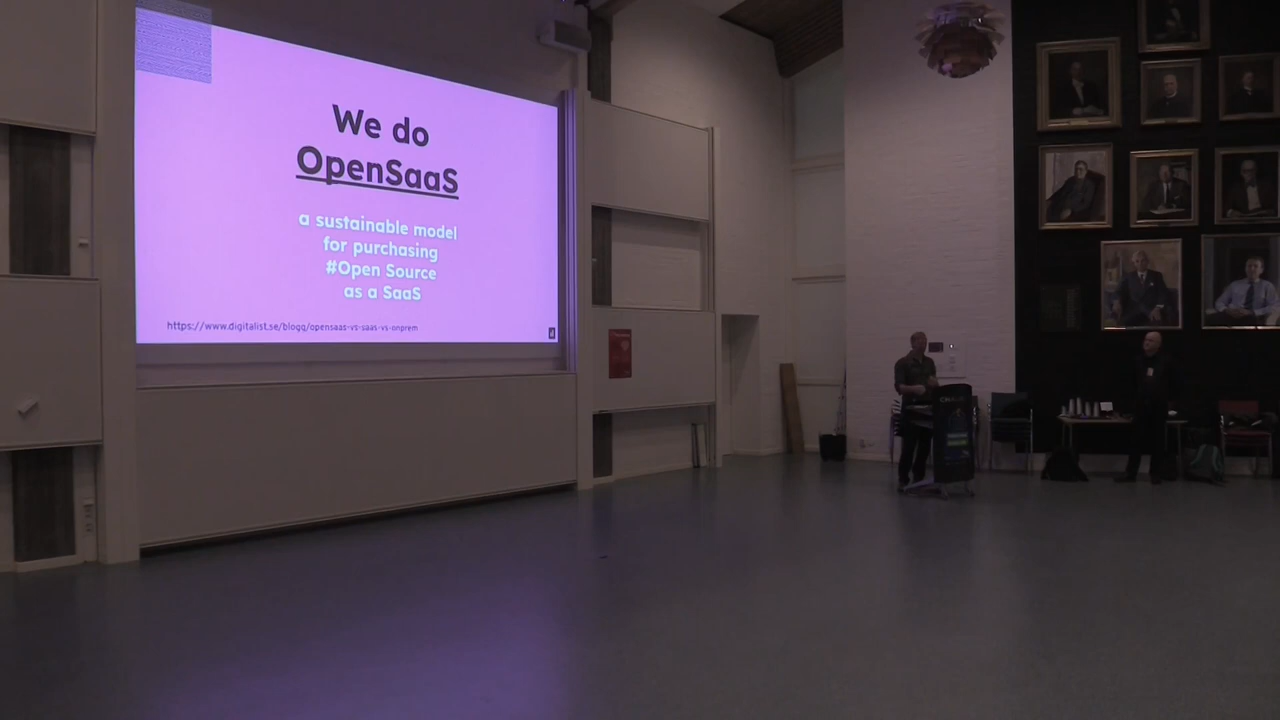 We do
OpenSaaS
a sustainable model
for purchasing
#Open Source
as a SaaS
https://www.digitalist.se/blogg/opensaas-vs-saas-vs-onprem
d